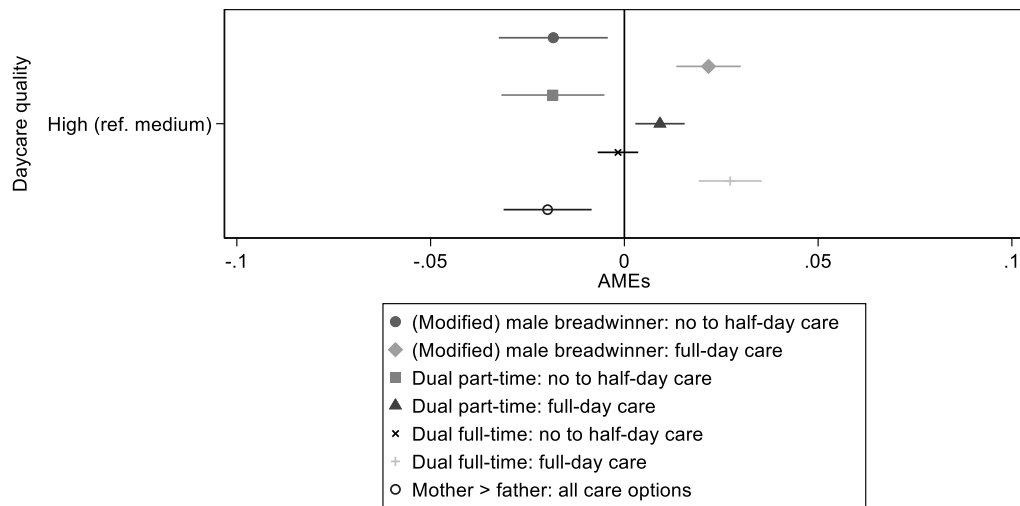 Daycare quality
High (ref. medium)
-.1 -.05 0 .05 .1
AMEs
(Modified) male breadwinner: no to half-day care
(Modified) male breadwinner: full-day care
Dual part-time: no to half-day care
Dual part-time: full-day care
Dual full-time: no to half-day care
Dual full-time: full-day care
Mother > father: all care options